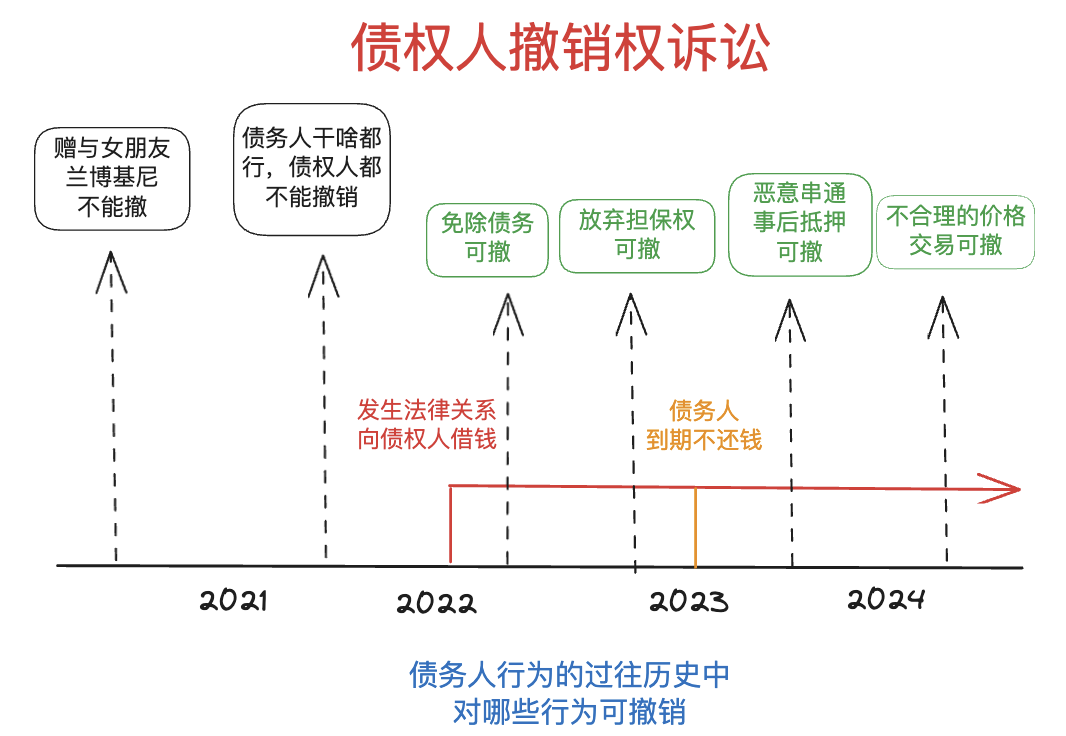 债权人撤销权诉讼
赠与女朋友
兰博基尼
不能撤
债务人干啥都
行，债权人都
不能撤销
免除债务
可撤
放弃担保权
可撤
恶意串通
事后抵押
可撤
不合理的价格
交易可撤
发生法律关系
向债权人借钱
债务人
到期不还钱
2021
2022
2023
2024
债务人行为的过往历史中
对哪些行为可撤销